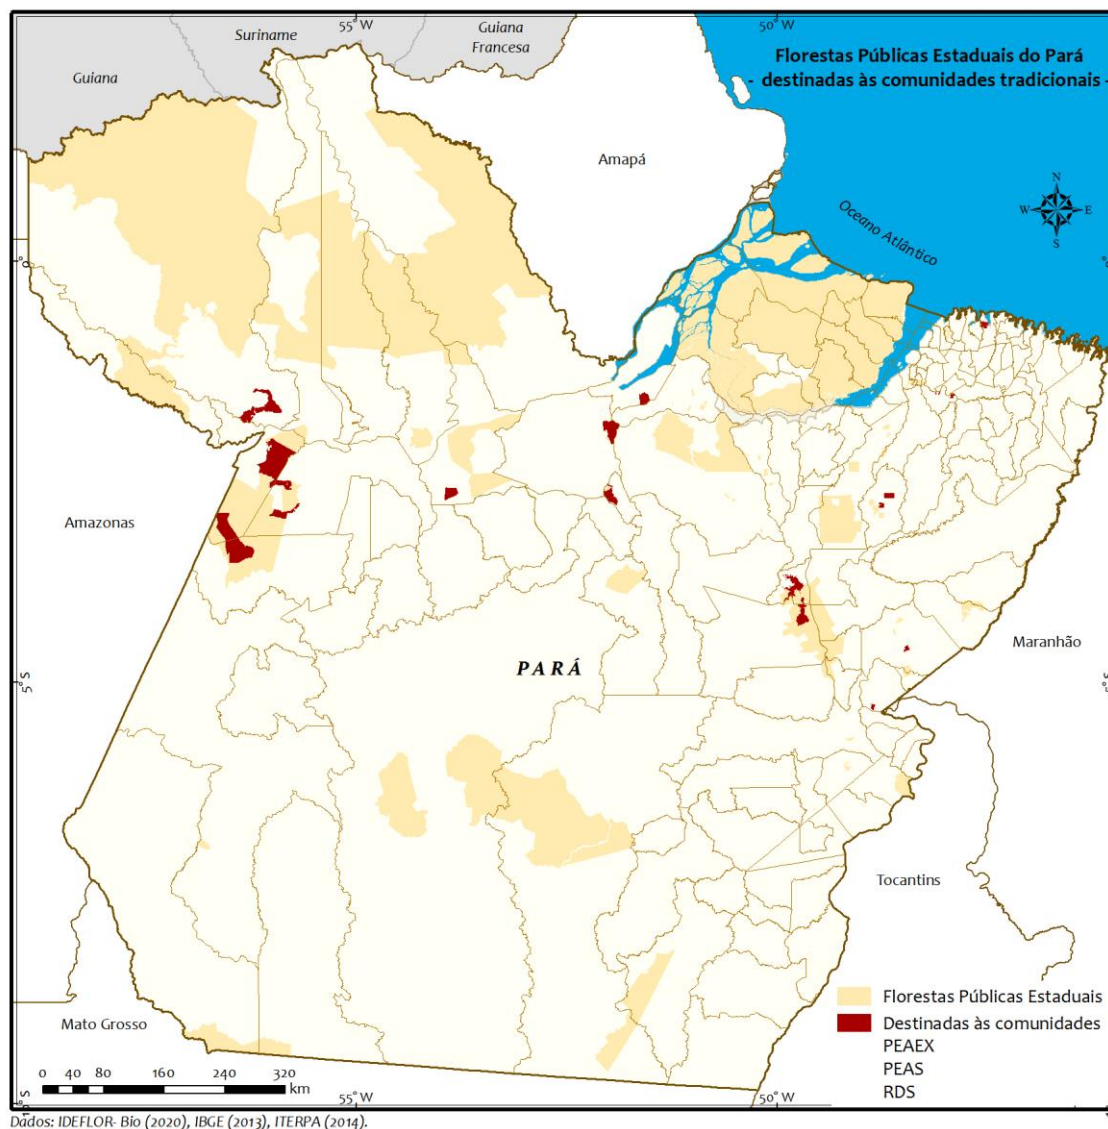 55° W
50° W
Suriname
Guiana
Francesa
Guiana
Florestas Públicas Estaduais do Pará
- destinadas às comunidades tradicionais -
Amapá
N
W
E
S
Oceano Atlântico
0°
Amazonas
PARÁ
Maranhão
5° S
5° S
Tocantins
Mato Grosso
Florestas Públicas Estaduais
Destinadas às comunidades
PEAEX
PEAS
RDS
0 20 40 80 160 240 320
km
55° W
50° W
Dados: IDEFLOR- Bio (2020), IBGE (2013), ITERPA (2014).